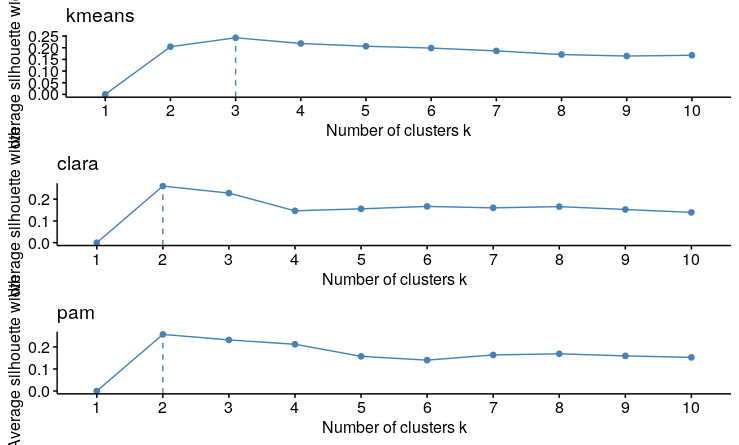 kmeans
0.25
0.20
0.15
0.10
0.05
0.00
1 2 3 4 5 6 7 8 9 10
Number of clusters k
clara
Average silhouette
0.2
0.1
0.0
1 2 3 4 5 6 7 8 9 10
Number of clusters k
pam
Average silhouette
0.2
0.1
0.0
1 2 3 4 5 6 7 8 9 10
Number of clusters k